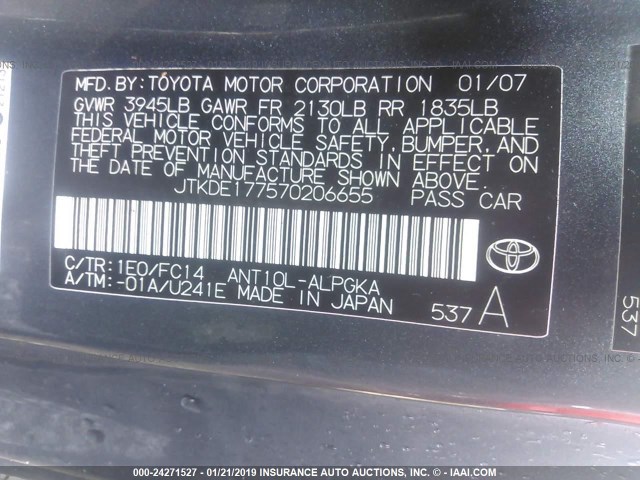 MFD. BY: TOYOTA MOTOR CORPORATION 01/07
GVWR 3945LB GAWR FR 2130LB RR 1835LB
THIS VEHICLE CONFORMS TO ALL APPLICABLE
FEDERAL MOTOR VEHICLE SAFETY, BUMPER, AND
THEFT PREVENTION STANDARDS IN EFFECT ON
THE DATE OF MANUFACTURE SHOWN ABOVE.
JTKDE177570206655 PASS CAR
C/TR: 1E0/FC14 ANT10L-ALPGKA
A/TM: -01A/U241E MADE IN JAPAN
537 A
537
000-24271527 - 01/21/2019 INSURANCE AUTO AUCTIONS, INC. - IAAI.COM